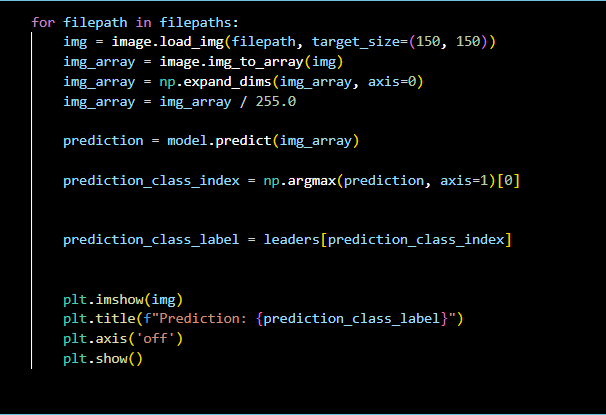 for filepath in filepaths:
    img = image.load_img(filepath, target_size=(150, 150))
    img_array = image.img_to_array(img)
    img_array = np.expand_dims(img_array, axis=0)
    img_array = img_array / 255.0
    prediction = model.predict(img_array)
    prediction_class_index = np.argmax(prediction, axis=1)[0]
    prediction_class_label = leaders[prediction_class_index]
    plt.imshow(img)
    plt.title(f"Prediction: {prediction_class_label}")
    plt.axis('off')
    plt.show()